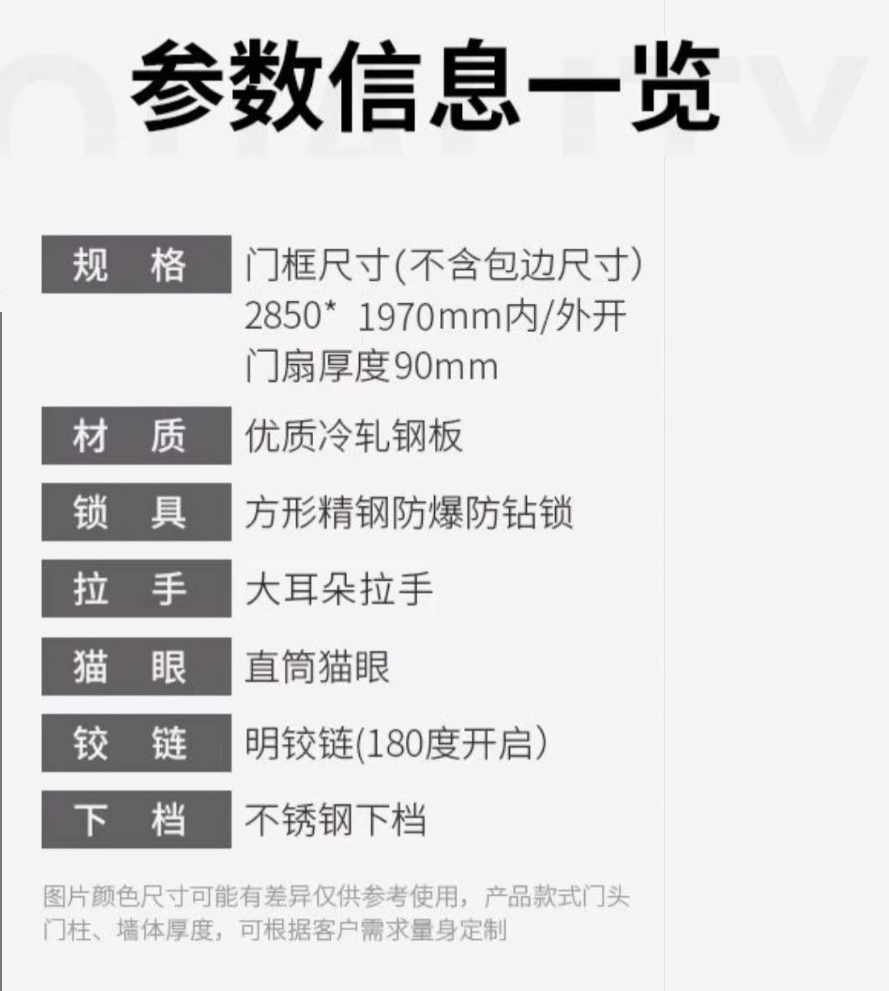 参数信息一览
规 格 门框尺寸(不含包边尺寸)
2850* 1970mm内/外开
门扇厚度90mm
材 质 优质冷轧钢板
锁 具 方形精钢防爆防钻锁
拉 手 大耳朵拉手
猫 眼 直筒猫眼
铰 链 明铰链(180度开启)
下 档 不锈钢下档
图片颜色尺寸可能有差异仅供参考使用，产品款式门头
门柱、墙体厚度，可根据客户需求量身定制